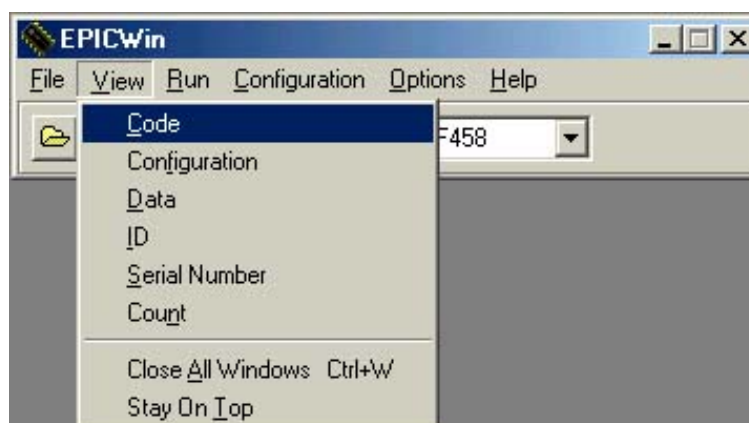 EPICWin
File View Run Configuration Options Help
Code
F458
Configuration
Data
ID
Serial Number
Count
Close All Windows Ctrl+W
Stay On Top